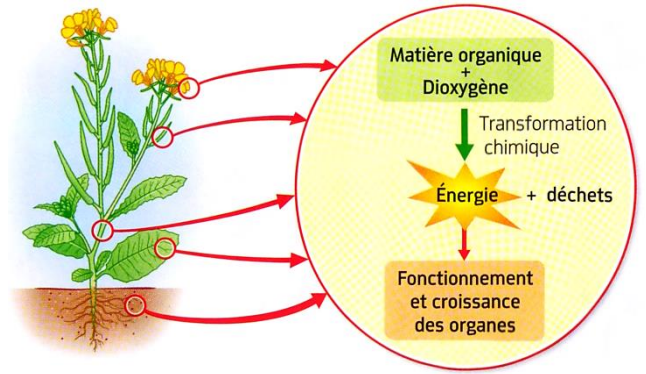 Matière organique
+
Dioxygène
Transformation
chimique
Énergie + déchets
Fonctionnement
et croissance
des organes